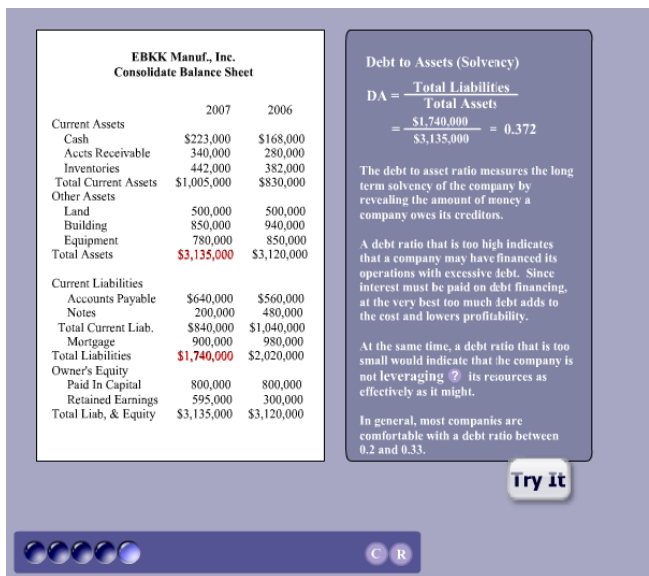 EBKK Manuf., Inc.
Consolidate Balance Sheet
2007 2006
Current Assets
Cash $223,000 $168,000
Accts Receivable 340,000 280,000
Inventories 442,000 382,000
Total Current Assets $1,005,000 $830,000
Other Assets
Land 500,000 500,000
Building 850,000 940,000
Equipment 780,000 850,000
Total Assets $3,135,000 $3,120,000
Current Liabilities
Accounts Payable $640,000 $560,000
Notes 200,000 480,000
Total Current Liab. $840,000 $1,040,000
Mortgage 900,000 980,000
Total Liabilities $1,740,000 $2,020,000
Owner's Equity
Paid In Capital 800,000 800,000
Retained Earnings 595,000 300,000
Total Liab, & Equity $3,135,000 $3,120,000
Debt to Assets (Solvency)
DA = Total Liabilities
Total Assets
= $1,740,000 = 0.372
$3,135,000
The debt to asset ratio measures the long
term solvency of the company by
revealing the amount of money a
company owes its creditors.
A debt ratio that is too high indicates
that a company may have financed its
operations with excessive debt. Since
interest must be paid on debt financing,
at the very best too much debt adds to
the cost and lowers profitability.
At the same time, a debt ratio that is too
small would indicate that the company is
not leveraging ? its resources as
effectively as it might.
In general, most companies are
comfortable with a debt ratio between
0.2 and 0.33.
Try It
C R